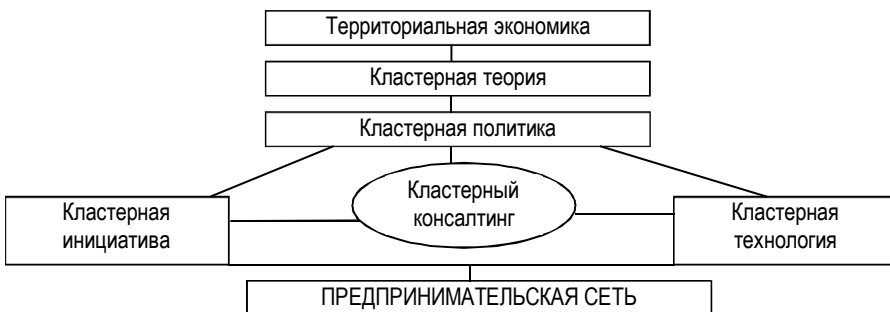 Территориальная экономика
Кластерная теория
Кластерная политика
Кластерная
инициатива
Кластерный
консалтинг
Кластерная
технология
ПРЕДПРИНИМАТЕЛЬСКАЯ СЕТЬ